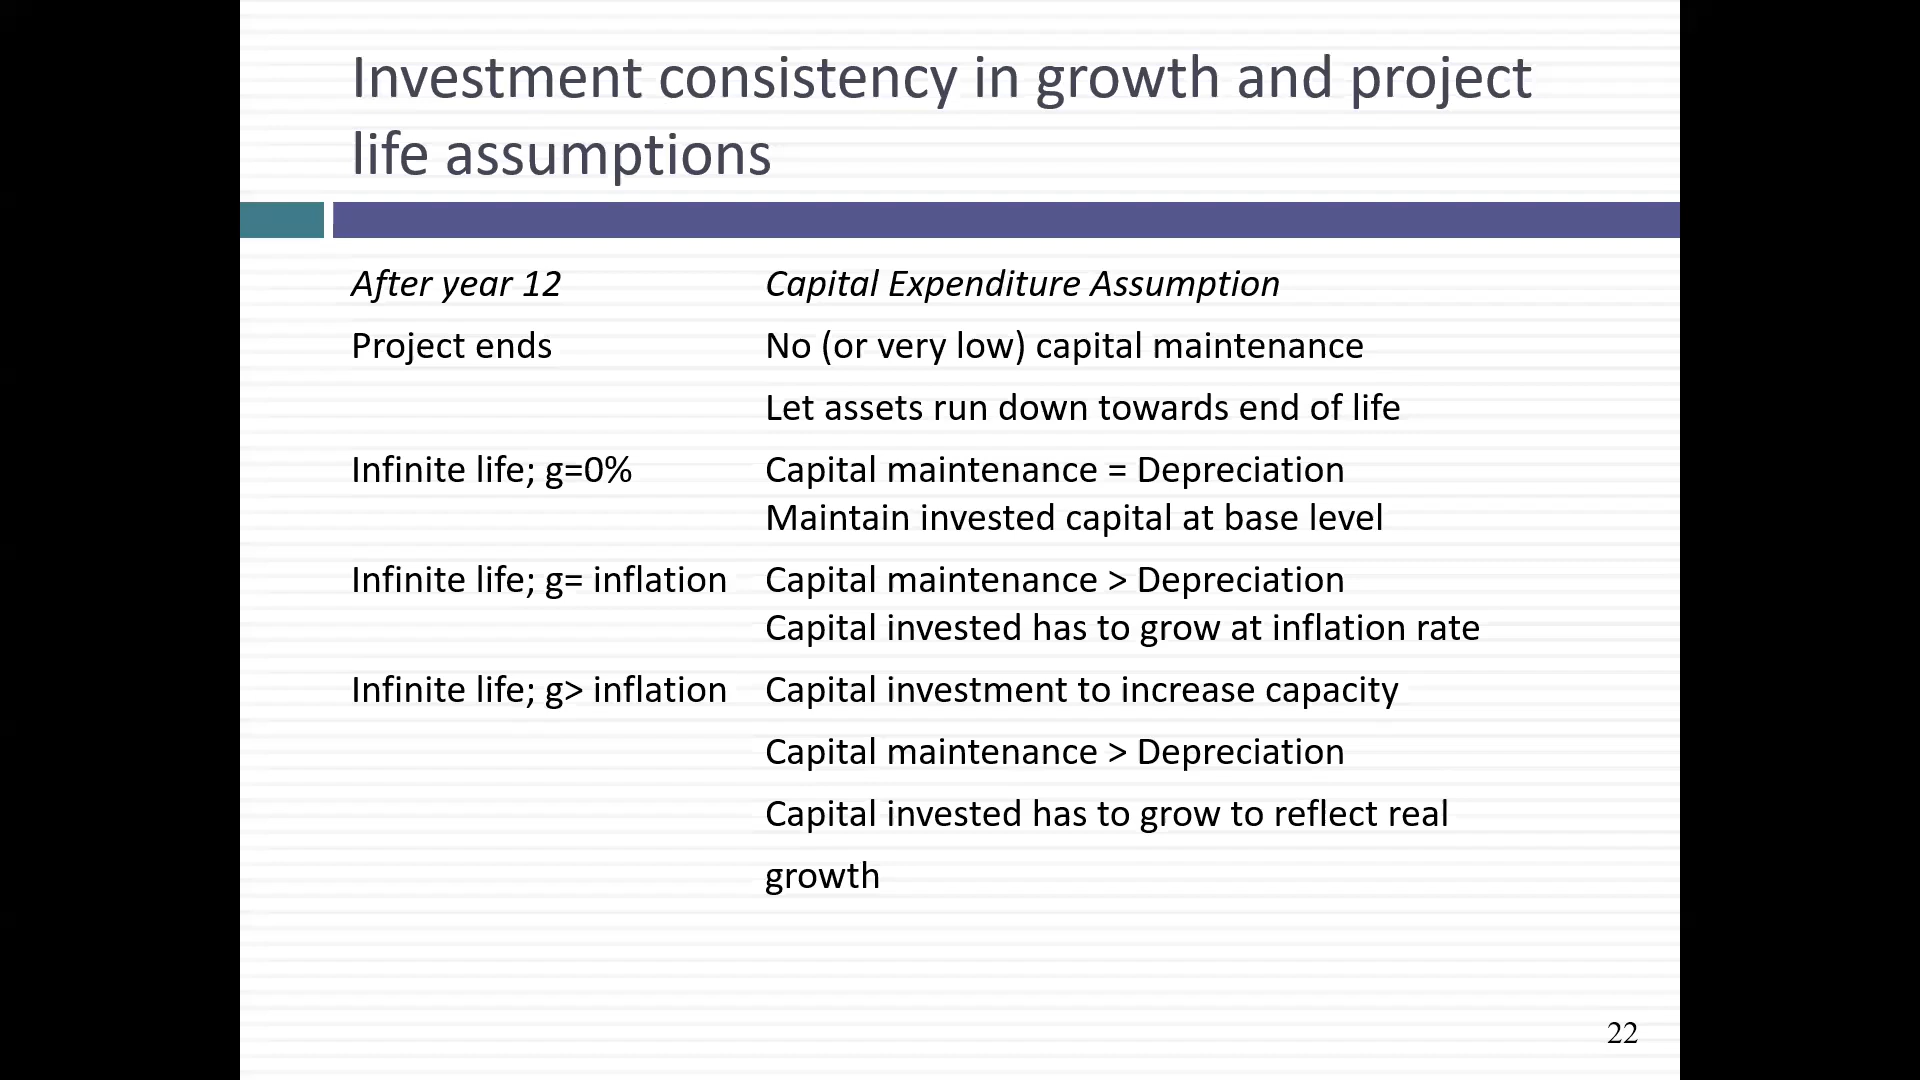 Investment consistency in growth and project
life assumptions
After year 12 Capital Expenditure Assumption
Project ends No (or very low) capital maintenance
Let assets run down towards end of life
Infinite life; g=0% Capital maintenance = Depreciation
Maintain invested capital at base level
Infinite life; g= inflation Capital maintenance > Depreciation
Capital invested has to grow at inflation rate
Infinite life; g> inflation Capital investment to increase capacity
Capital maintenance > Depreciation
Capital invested has to grow to reflect real
growth
22